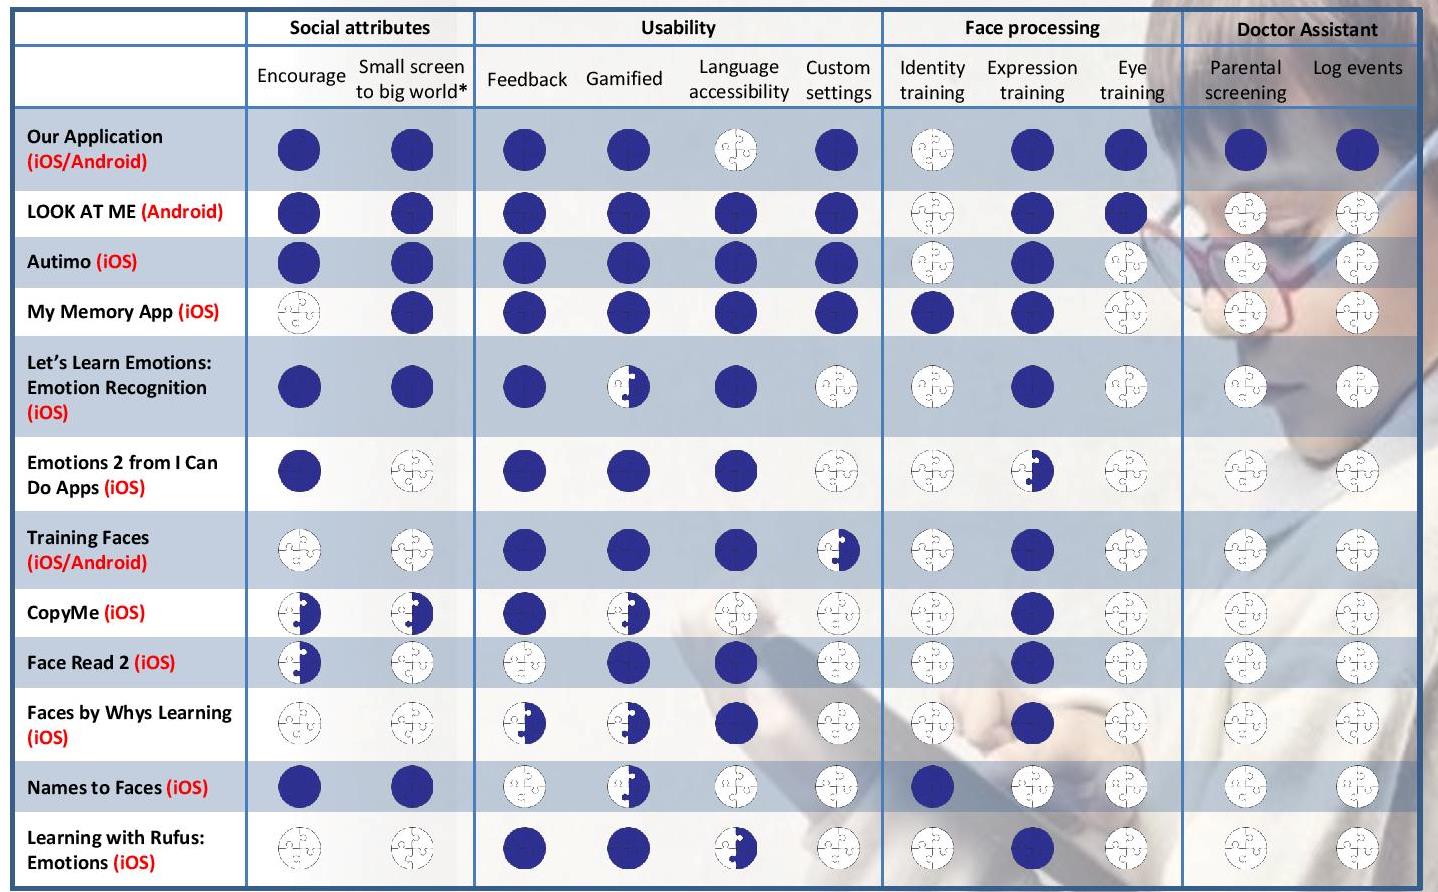 Social attributes
Usability
Face processing
Doctor Assistant
Encourage
Small screen
to big world*
Feedback
Gamified
Language
accessibility
Custom
settings
Identity
training
Expression
training
Eye
training
Parental
screening
Log events
Our Application
(iOS/Android)
LOOK AT ME (Android)
Autimo (iOS)
My Memory App (iOS)
Let’s Learn Emotions:
Emotion Recognition
(iOS)
Emotions 2 from I Can
Do Apps (iOS)
Training Faces
(iOS/Android)
CopyMe (iOS)
Face Read 2 (iOS)
Faces by Whys Learning
(iOS)
Names to Faces (iOS)
Learning with Rufus:
Emotions (iOS)